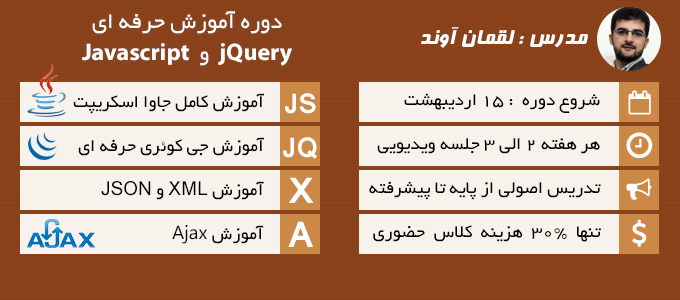 مدرس : لقمان آوند
شروع دوره : ۱۵ اردیبهشت
هر هفته ۲ الی ۳ جلسه ویدیویی
تدریس اصولی از پایه تا پیشرفته
تنها ۳۰% هزینه کلاس حضوری
$
دوره آموزش حرفه ای
Javascript و jQuery
JS آموزش کامل جاوا اسکریپت
JQ آموزش جی کوئری حرفه ای
X آموزش XML و JSON
A آموزش Ajax
AJAX